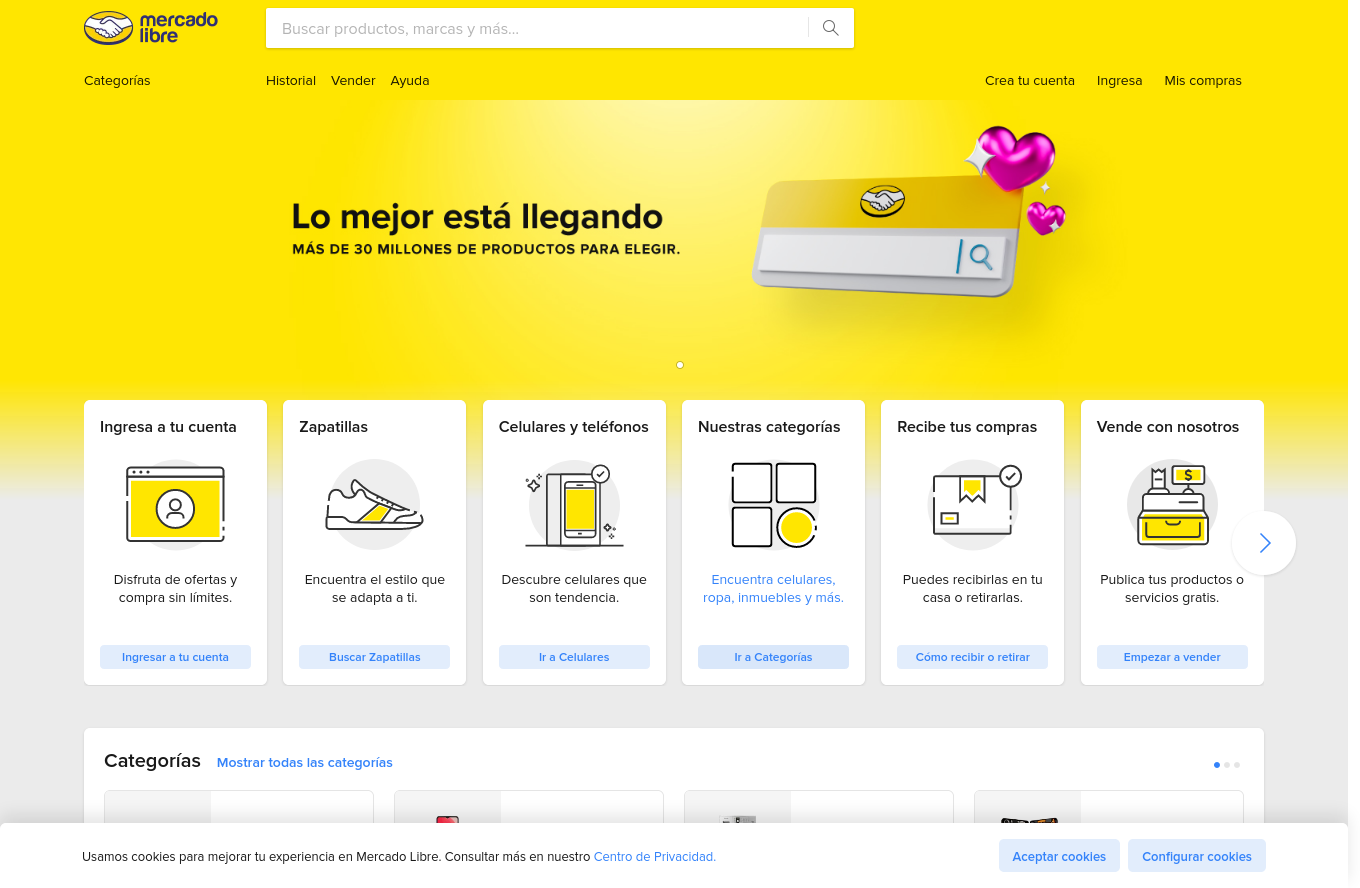 mercado
libre
Buscar productos, marcas y más...
Categorías
Historial
Vender
Ayuda
Crea tu cuenta
Ingresa
Mis compras
Lo mejor está llegando
MÁS DE 30 MILLONES DE PRODUCTOS PARA ELEGIR.
Ingresa a tu cuenta
Disfruta de ofertas y
compra sin límites.
Ingresar a tu cuenta
Zapatillas
Encuentra el estilo que
se adapta a ti.
Buscar Zapatillas
Celulares y teléfonos
Descubre celulares que
son tendencia.
Ir a Celulares
Nuestras categorías
Encuentra celulares,
ropa, inmuebles y más.
Ir a Categorías
Recibe tus compras
Puedes recibirlas en tu
casa o retirarlas.
Cómo recibir o retirar
Vende con nosotros
$
Publica tus productos o
servicios gratis.
Empezar a vender
Categorías
Mostrar todas las categorías
Usamos cookies para mejorar tu experiencia en Mercado Libre. Consultar más en nuestro Centro de Privacidad.
Aceptar cookies
Configurar cookies